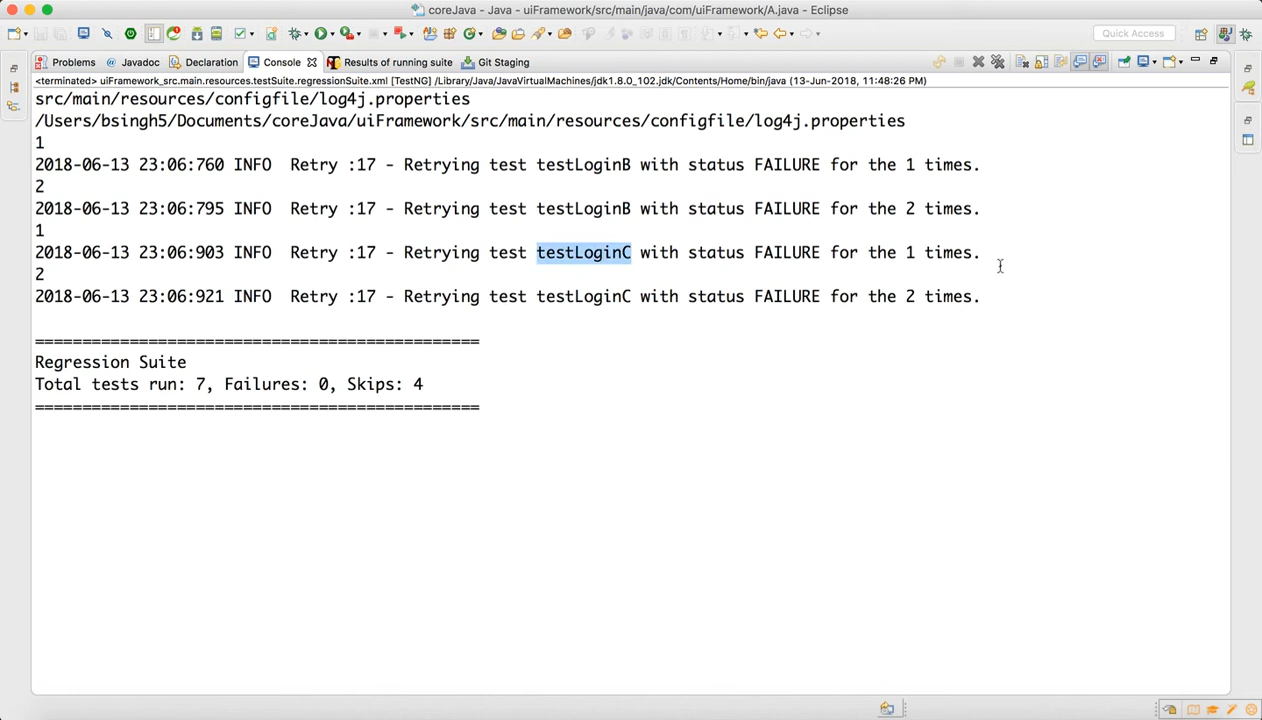 coreJava - Java - uiFramework/src/main/java/com/uiFramework/A.java - Eclipse
Quick Access
Problems Javadoc Declaration Console Results of running suite Git Staging
<terminated> uiFramework_src.main.resources.testSuite.regressionSuite.xml [TestNG] /Library/Java/JavaVirtualMachines/jdk1.8.0_102.jdk/Contents/Home/bin/java (13-Jun-2018, 11:48:26 PM)
src/main/resources/configfile/log4j.properties
/Users/bsingh5/Documents/coreJava/uiFramework/src/main/resources/configfile/log4j.properties
1
2018-06-13 23:06:760 INFO  Retry :17 - Retrying test testLoginB with status FAILURE for the 1 times.
2
2018-06-13 23:06:795 INFO  Retry :17 - Retrying test testLoginB with status FAILURE for the 2 times.
1
2018-06-13 23:06:903 INFO  Retry :17 - Retrying test testLoginC with status FAILURE for the 1 times.
2
2018-06-13 23:06:921 INFO  Retry :17 - Retrying test testLoginC with status FAILURE for the 2 times.
===============================================
Regression Suite
Total tests run: 7, Failures: 0, Skips: 4
===============================================